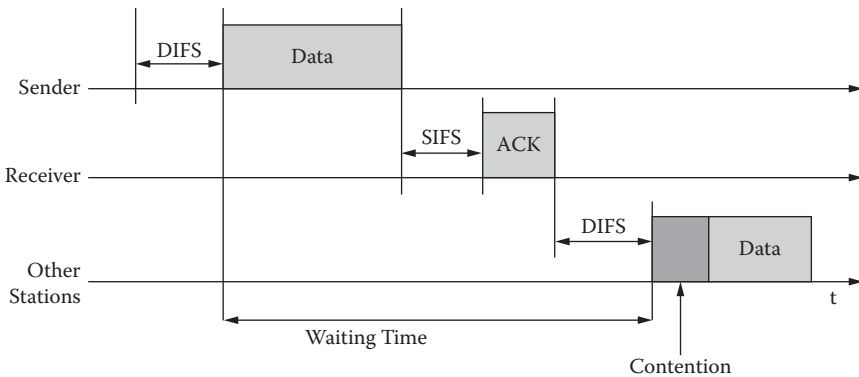 DIFS
Data
Sender
SIFS
ACK
Receiver
DIFS
Data
Other
Stations
t
Waiting Time
Contention